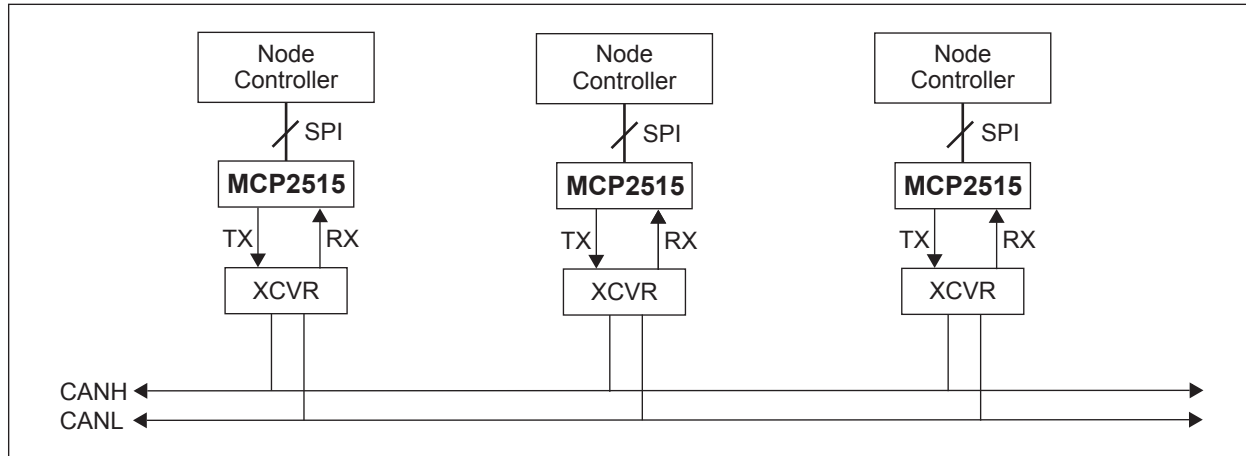 Node
Controller
Node
Controller
Node
Controller
SPI
SPI
SPI
MCP2515
MCP2515
MCP2515
TX
RX
TX
RX
TX
RX
XCVR
XCVR
XCVR
CANH
CANL